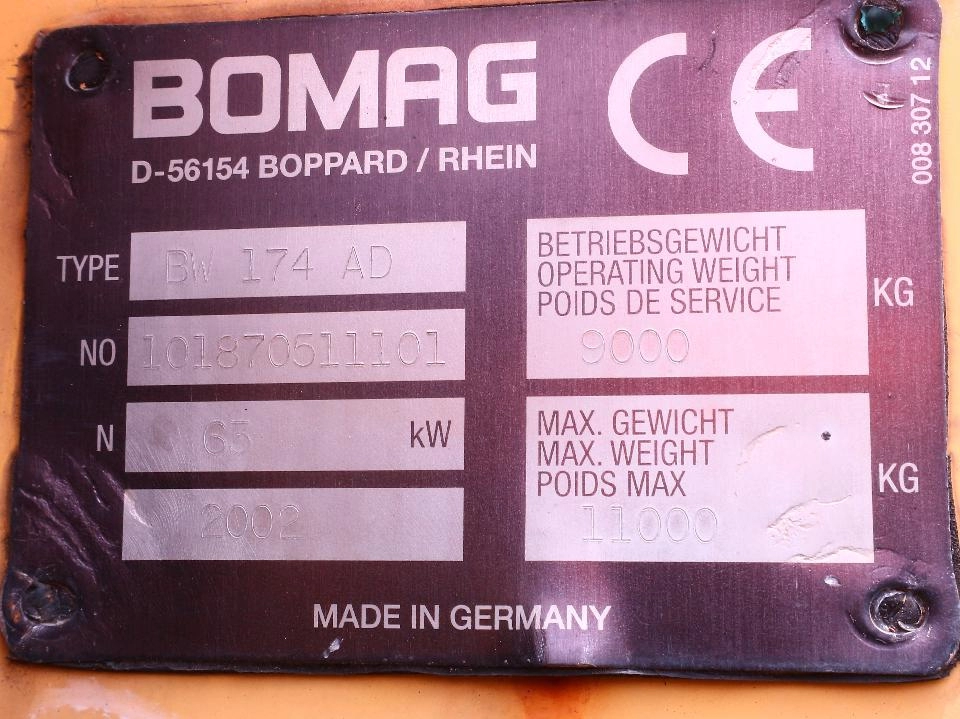 BOMAG CE
D-56154 BOPPARD / RHEIN
008 307 12
TYPE BW 174 AD
NO 101870511101
N 65 kW
2002
BETRIEBSGEWICHT
OPERATING WEIGHT
POIDS DE SERVICE
9000 KG
MAX. GEWICHT
MAX. WEIGHT
POIDS MAX
11000 KG
MADE IN GERMANY